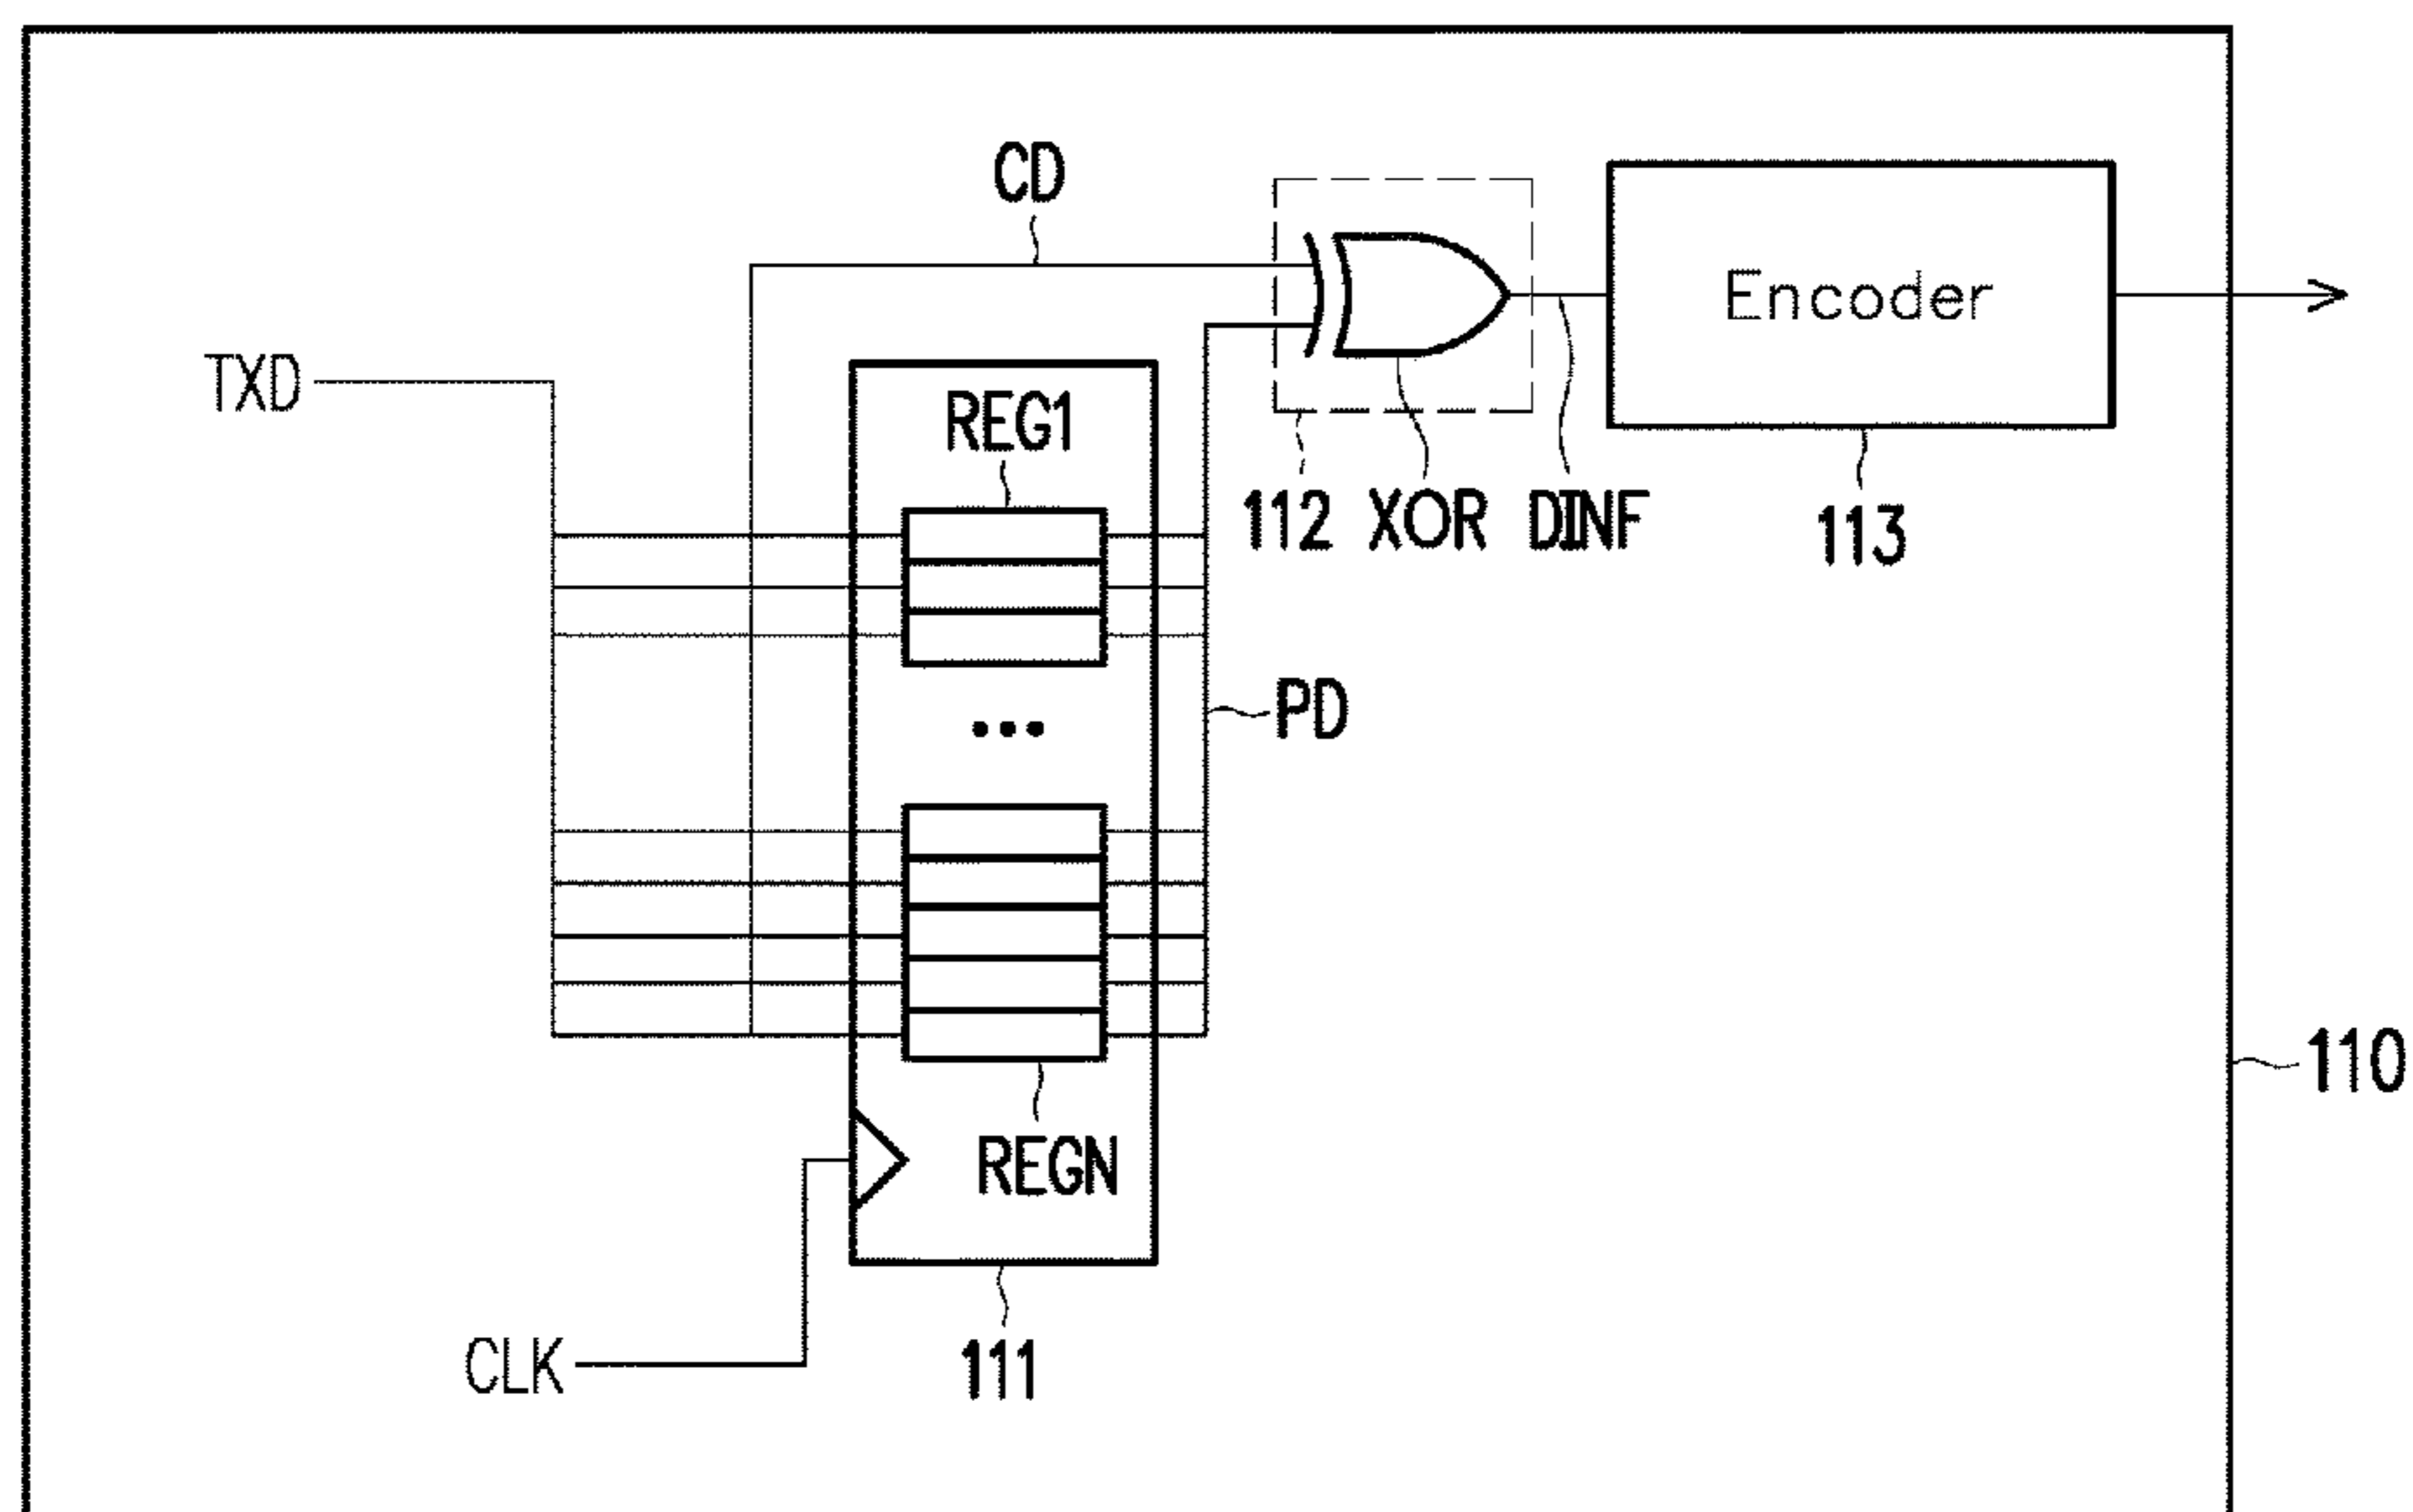 CD
Encoder
TXD
REG1
112 XOR DINF
113
...
PD
110
REGN
CLK
111